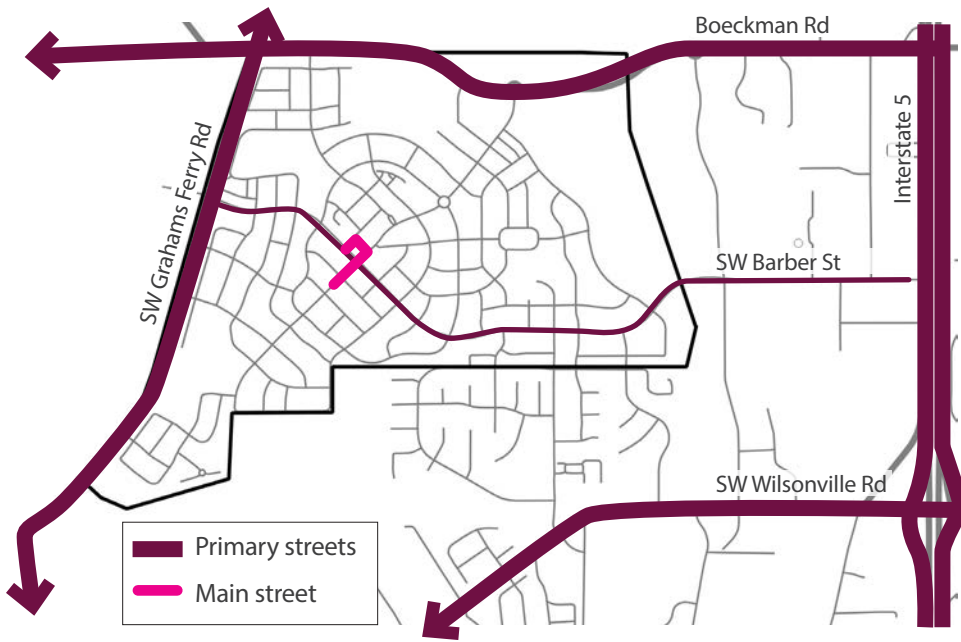 Boeckman Rd
Interstate 5
SW Grahams Ferry Rd
SW Barber St
SW Wilsonville Rd
Primary streets
Main street